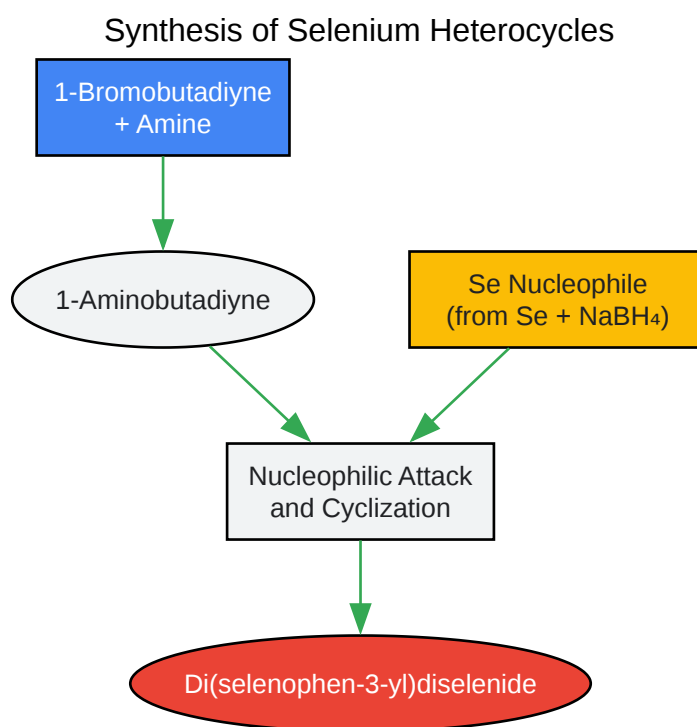 Synthesis of Selenium Heterocycles
1-Bromobutadiyne
+ Amine
1-Aminobutadiyne
Se Nucleophile
(from Se + NaBH₄)
Nucleophilic Attack
and Cyclization
Di(selenophen-3-yl)diselenide